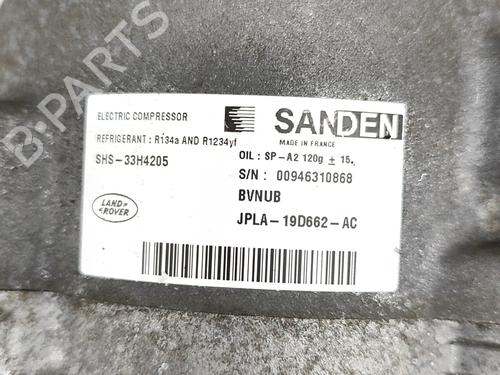 ELECTRIC COMPRESSOR
SANDEN
MADE IN FRANCE
REFRIGERANT : R134a AND R1234yf
OIL : SP-A2 120g ± 15.
SHS-33H4205
S/N : 00946310868
BVNUB
LAND ROVER
JPLA-19D662-AC
B-PARTS